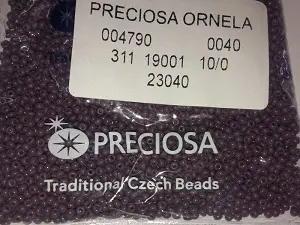 PRECIOSA ORNELA
004790 0040
311 19001 10/0
23040
PRECIOSA
Traditional Czech Beads